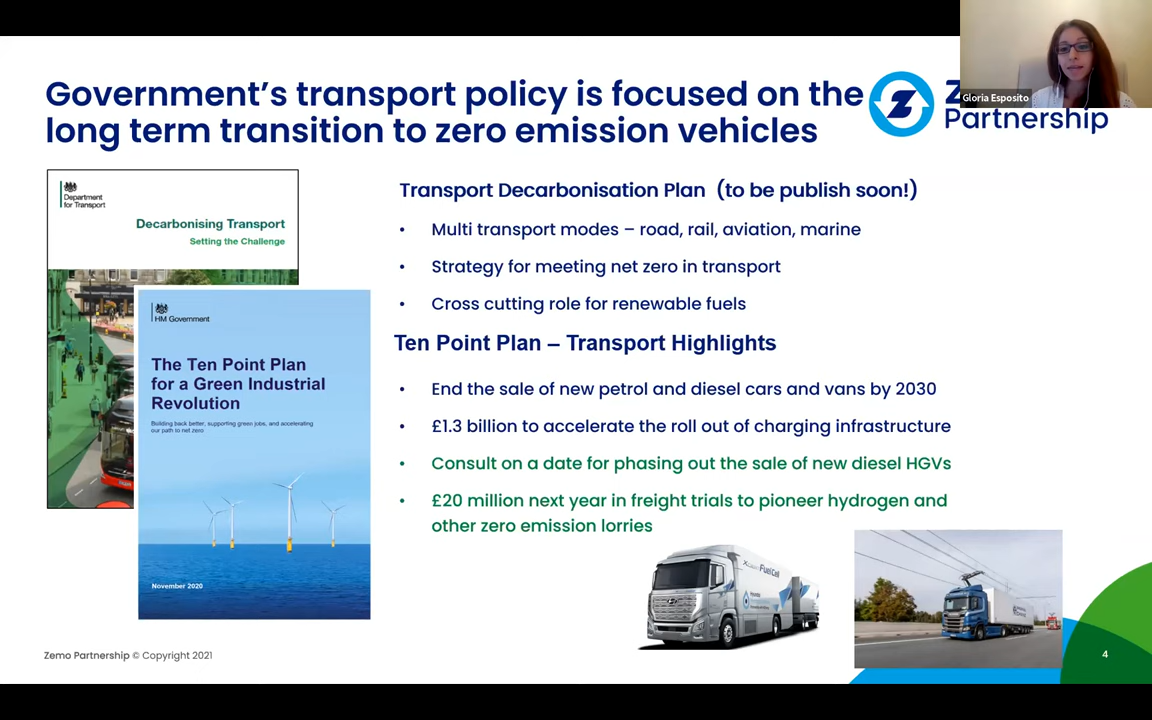 Government's transport policy is focused on the
long term transition to zero emission vehicles
Z
Partnership
Gloria Esposito
Department
for Transport
Decarbonising Transport
Setting the Challenge
HM Government
The Ten Point Plan
for a Green Industrial
Revolution
Building back better, supporting green jobs, and accelerating
our path to net zero
November 2020
Transport Decarbonisation Plan (to be publish soon!)
• Multi transport modes – road, rail, aviation, marine
• Strategy for meeting net zero in transport
• Cross cutting role for renewable fuels
Ten Point Plan – Transport Highlights
• End the sale of new petrol and diesel cars and vans by 2030
• £1.3 billion to accelerate the roll out of charging infrastructure
• Consult on a date for phasing out the sale of new diesel HGVs
• £20 million next year in freight trials to pioneer hydrogen and
other zero emission lorries
FuelCell
Zemo Partnership © Copyright 2021
4